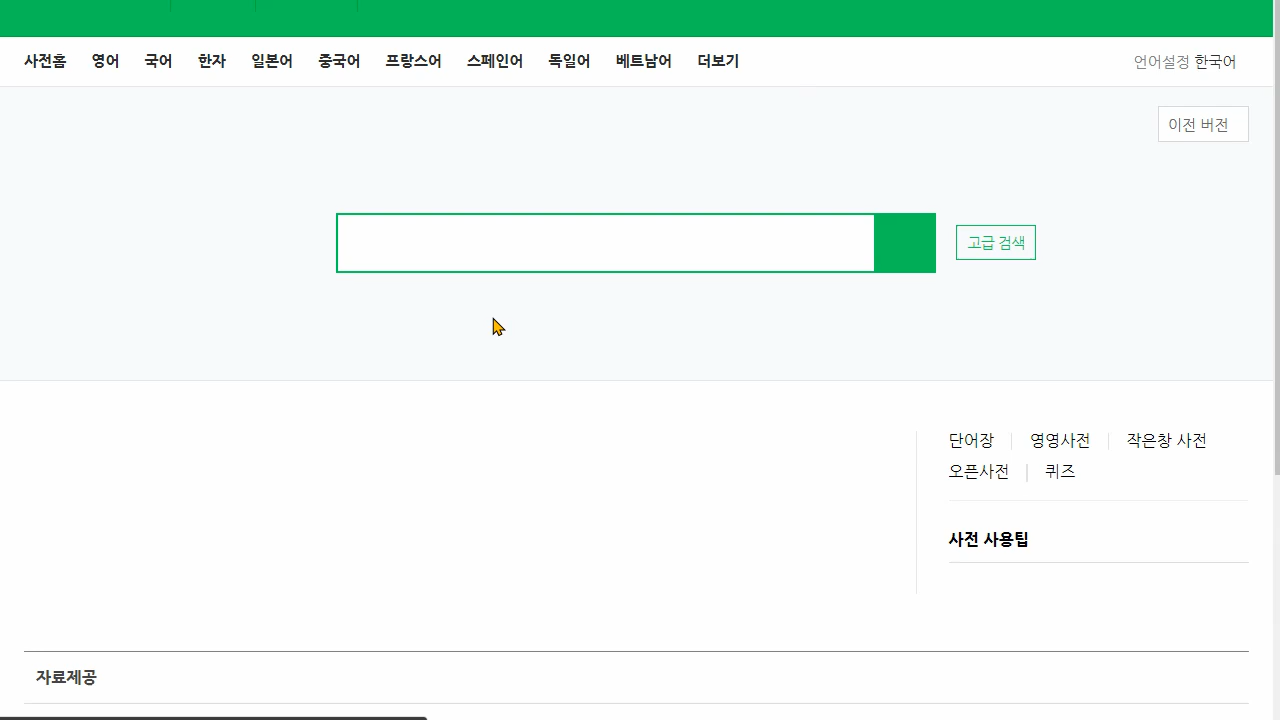 사전홈 영어 국어 한자 일본어 중국어 프랑스어 스페인어 독일어 베트남어 더보기 언어설정 한국어
이전 버전
고급 검색
단어장 영영사전 작은창 사전
오픈사전 퀴즈
사전 사용팁
자료제공